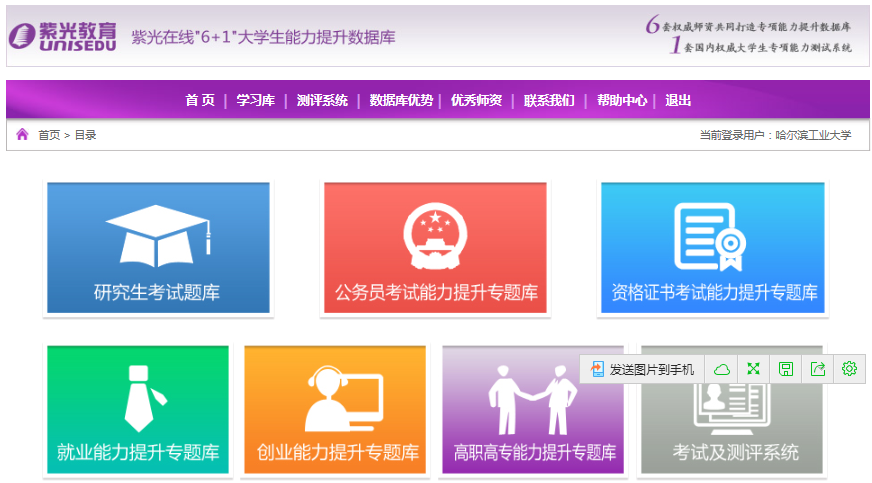 紫光教育
UNISEDU
紫光在线"6+1"大学生能力提升数据库
6套权威师资共同打造专项能力提升数据库
1套国内权威大学生专项能力测试系统
首 页 | 学习库 | 测评系统 | 数据库优势 | 优秀师资 | 联系我们 | 帮助中心 | 退出
首页 > 目录
当前登录用户：哈尔滨工业大学
研究生考试题库
公务员考试能力提升专题库
资格证书考试能力提升专题库
发送图片到手机
就业能力提升专题库
创业能力提升专题库
高职高专能力提升专题库
考试及测评系统